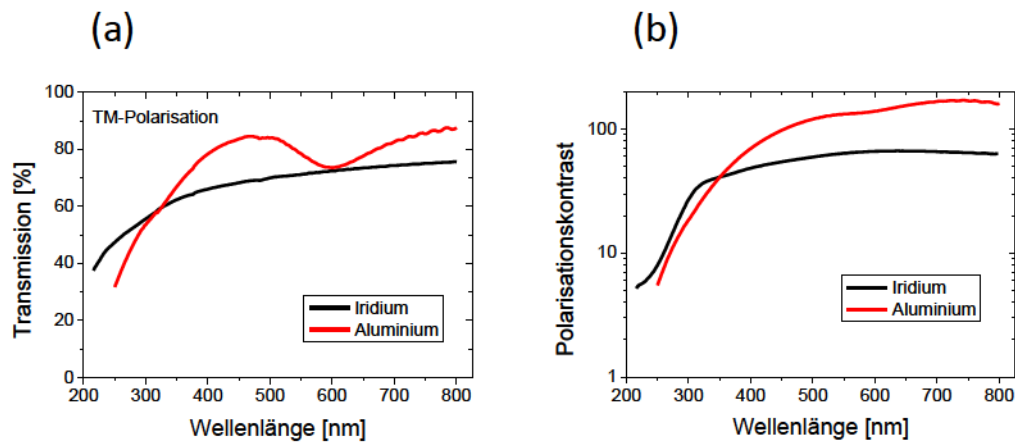 (a)
(b)
TM-Polarisation
Transmission [%]
100
80
60
40
20
0
200 300 400 500 600 700 800
Wellenlänge [nm]
Iridium
Aluminium
Polarisationskontrast
100
10
1
200 300 400 500 600 700 800
Wellenlänge [nm]
Iridium
Aluminium